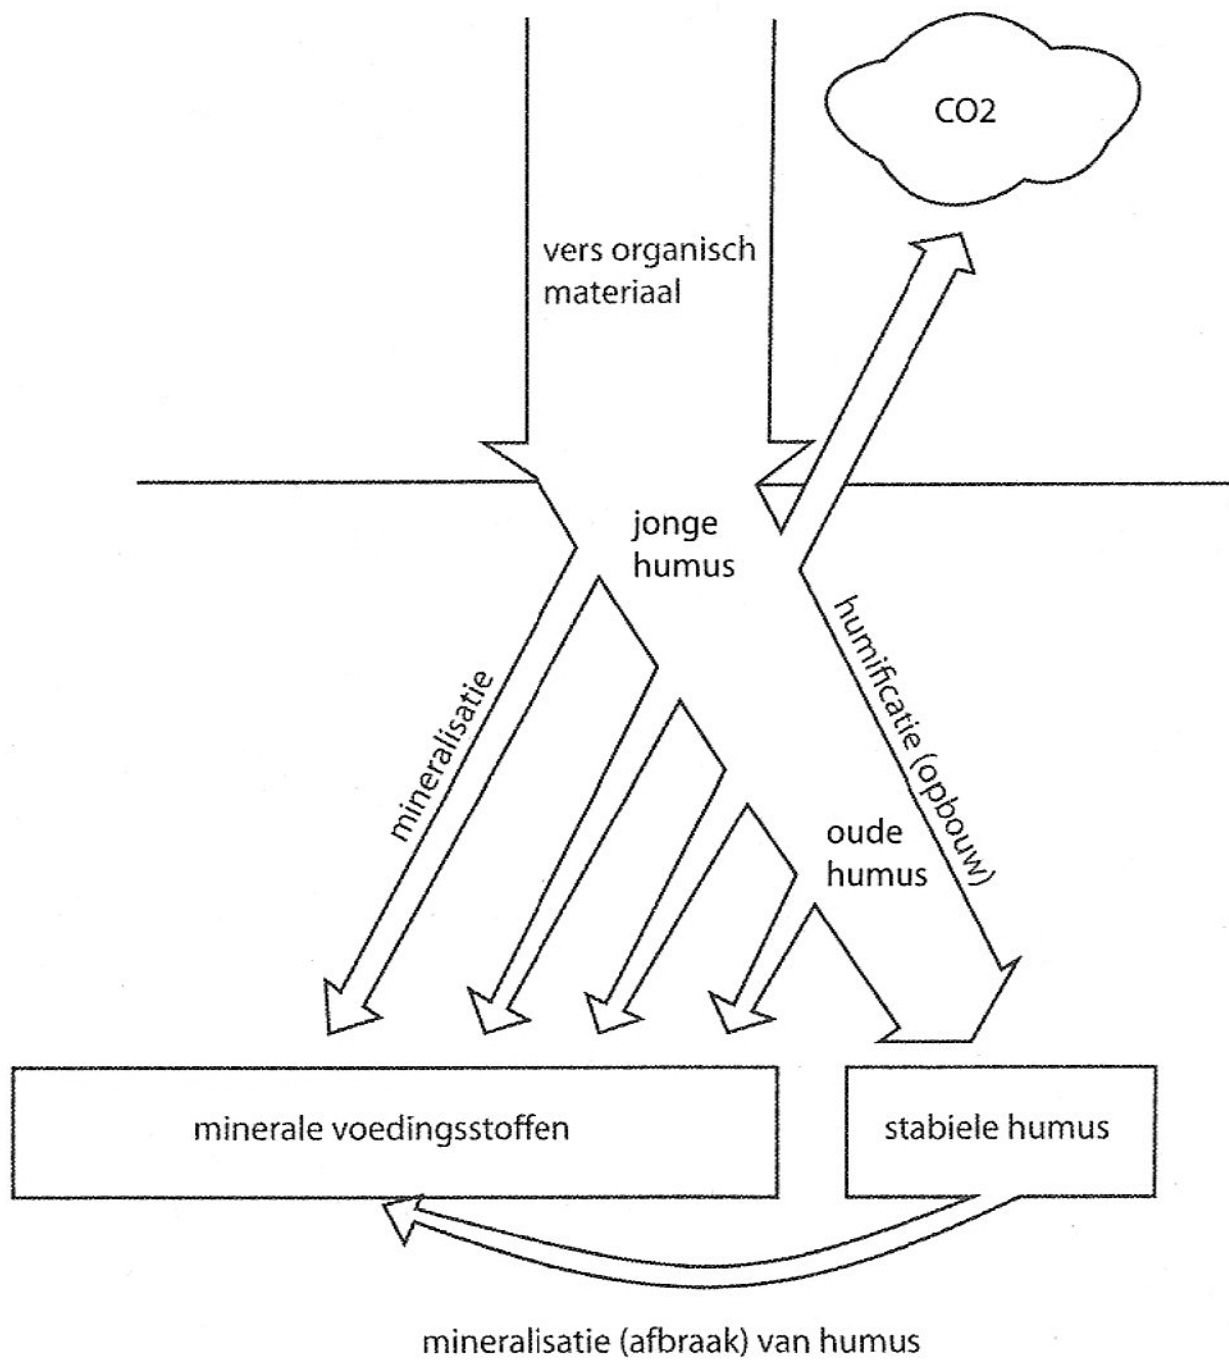 CO2
vers organisch
materiaal
jonge
humus
mineralisatie
humificatie (opbouw)
oude
humus
minerale voedingsstoffen
stabiele humus
mineralisatie (afbraak) van humus